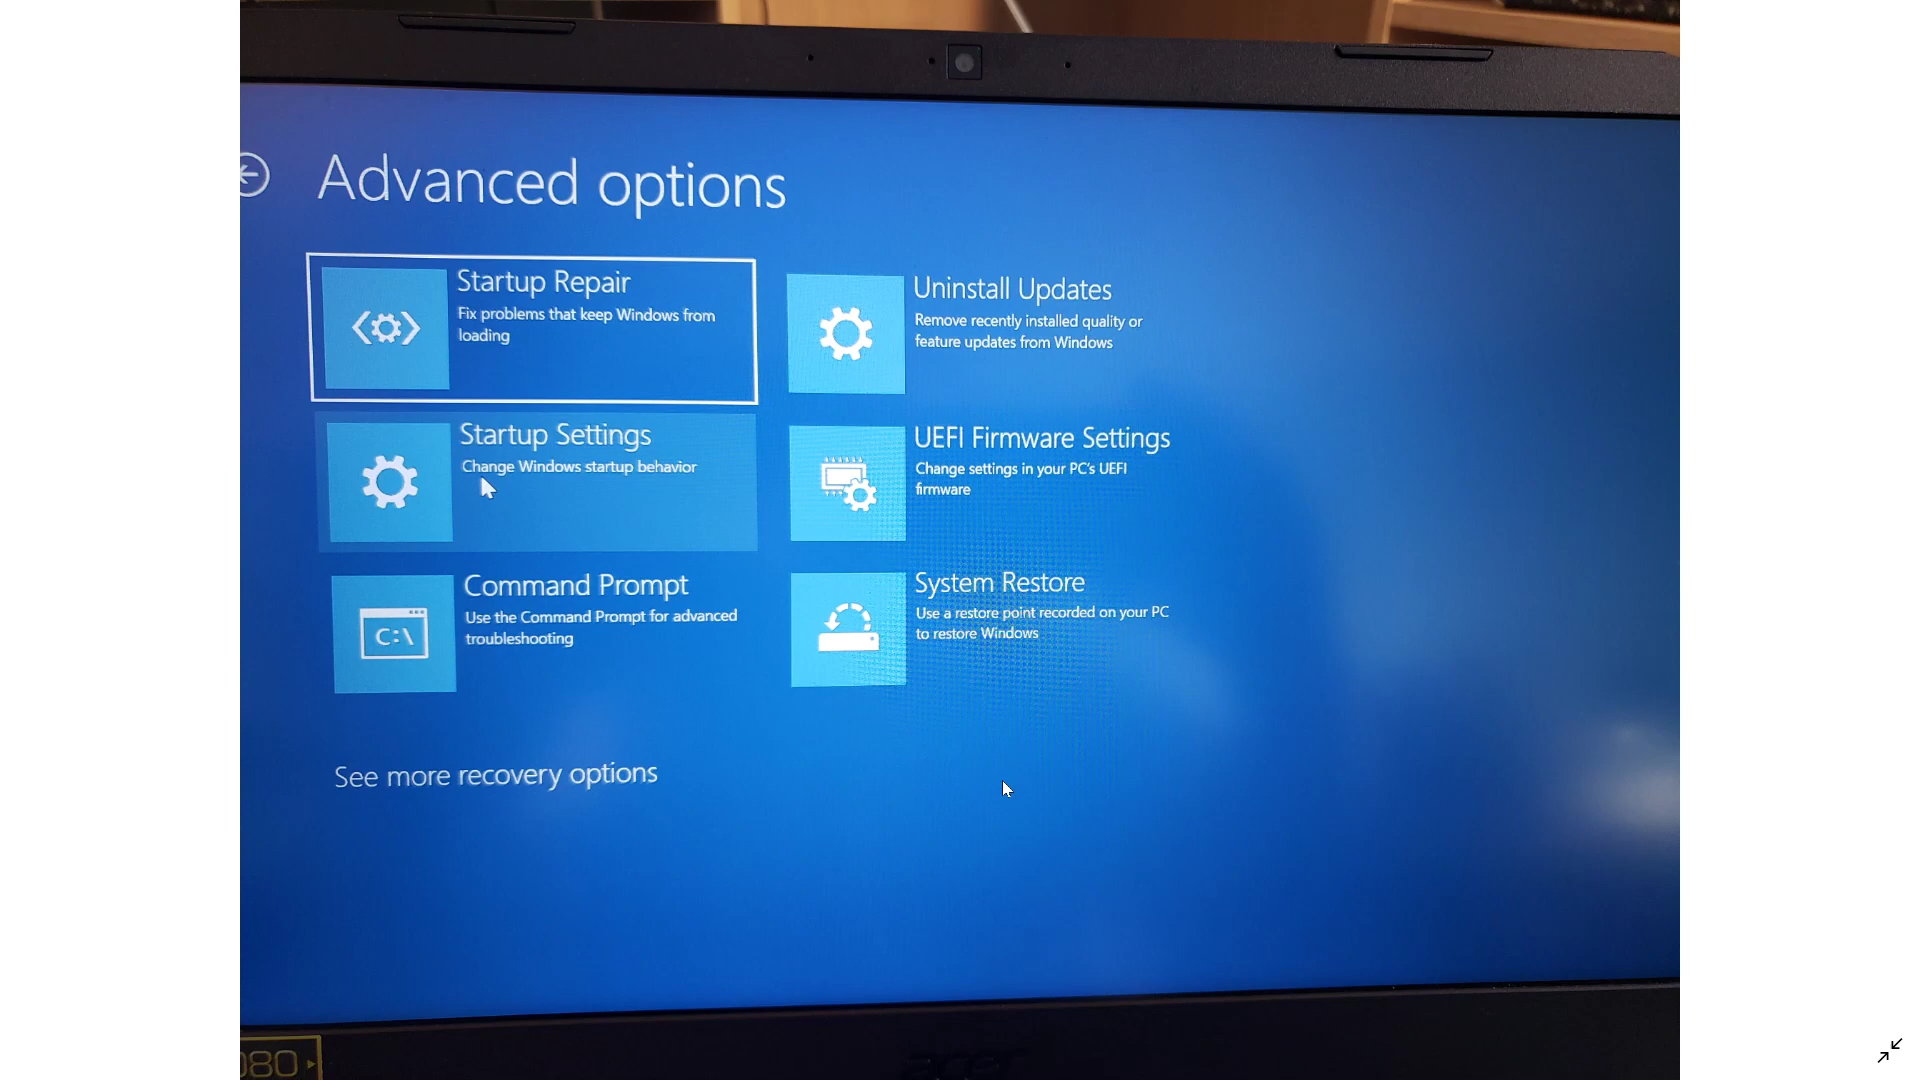 Advanced options
Startup Repair
Fix problems that keep Windows from
loading
Uninstall Updates
Remove recently installed quality or
feature updates from Windows
Startup Settings
Change Windows startup behavior
UEFI Firmware Settings
Change settings in your PC's UEFI
firmware
Command Prompt
Use the Command Prompt for advanced
troubleshooting
C:\
System Restore
Use a restore point recorded on your PC
to restore Windows
See more recovery options
080
acer